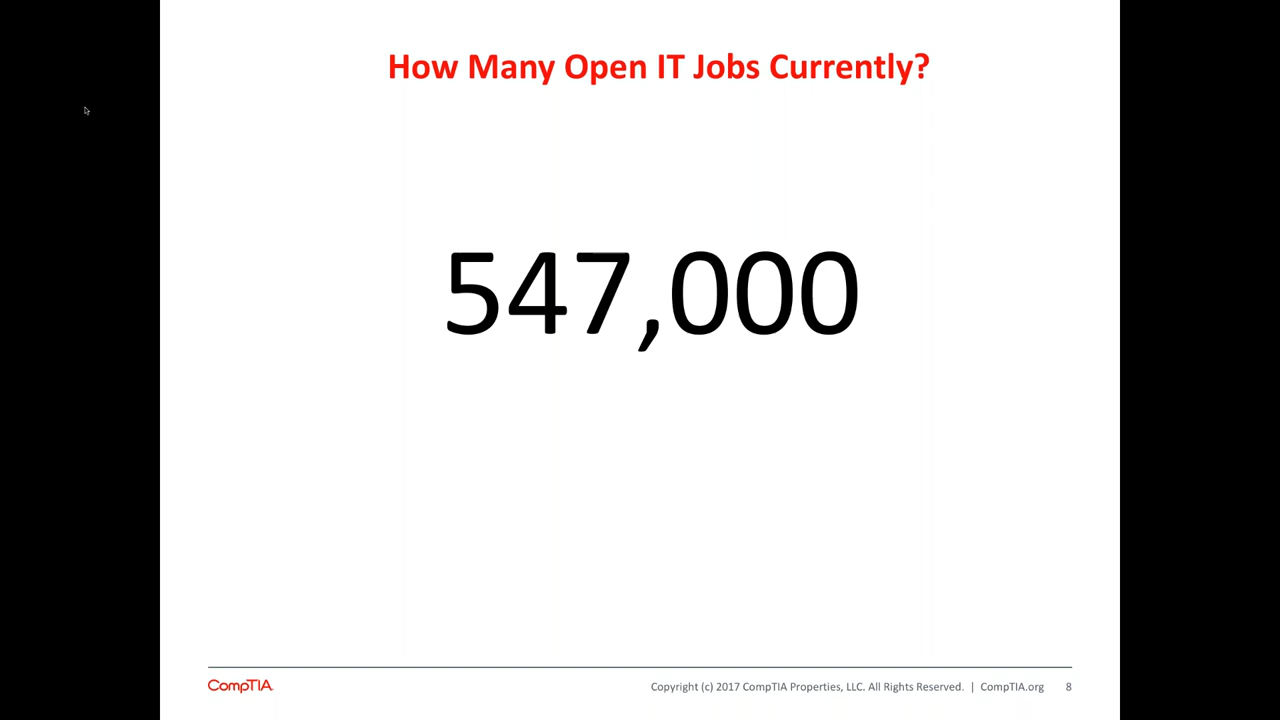 How Many Open IT Jobs Currently?
547,000
CompTIA. Copyright (c) 2017 CompTIA Properties, LLC. All Rights Reserved. | CompTIA.org 8